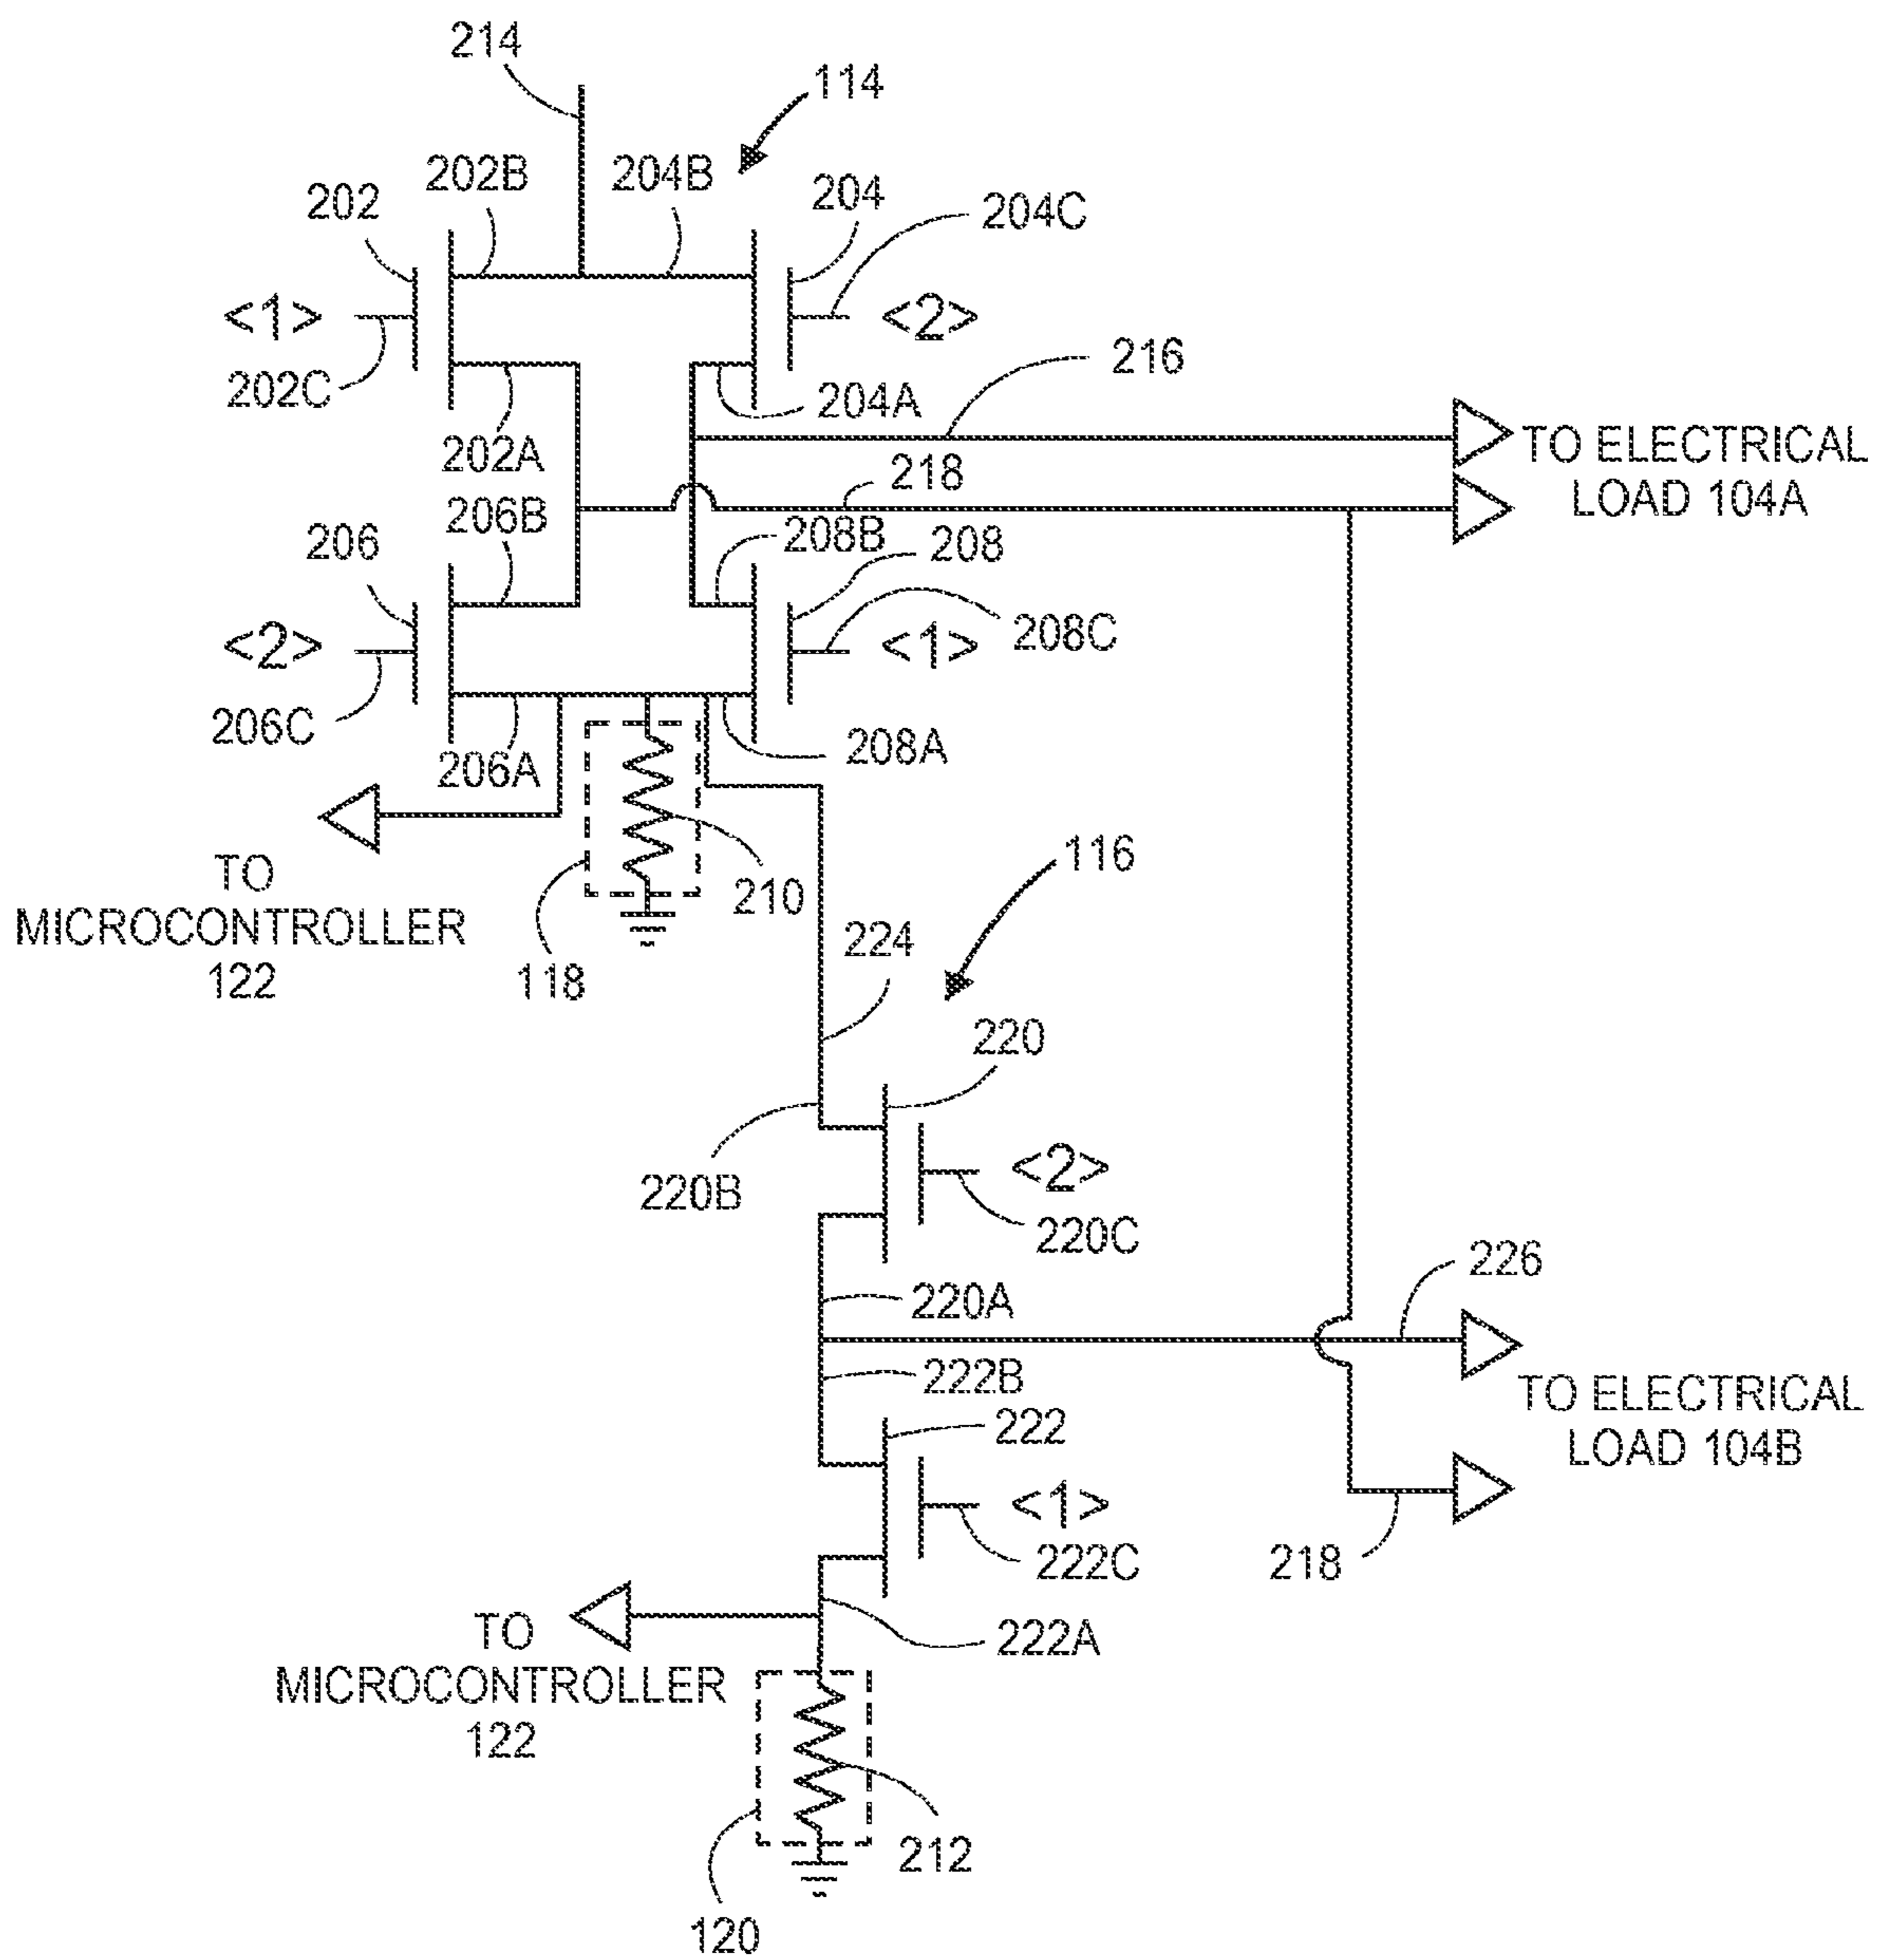 214
114
202B
204B
202
204
204C
<1>
<2>
202C
204A
216
202A
TO ELECTRICAL
LOAD 104A
218
206B
208B
208
206
<2>
<1>
208C
206C
206A
208A
TO
MICROCONTROLLER
122
118
210
116
224
220
220B
<2>
220C
226
220A
222B
TO ELECTRICAL
LOAD 104B
222
<1>
222C
218
222A
TO
MICROCONTROLLER
122
212
120